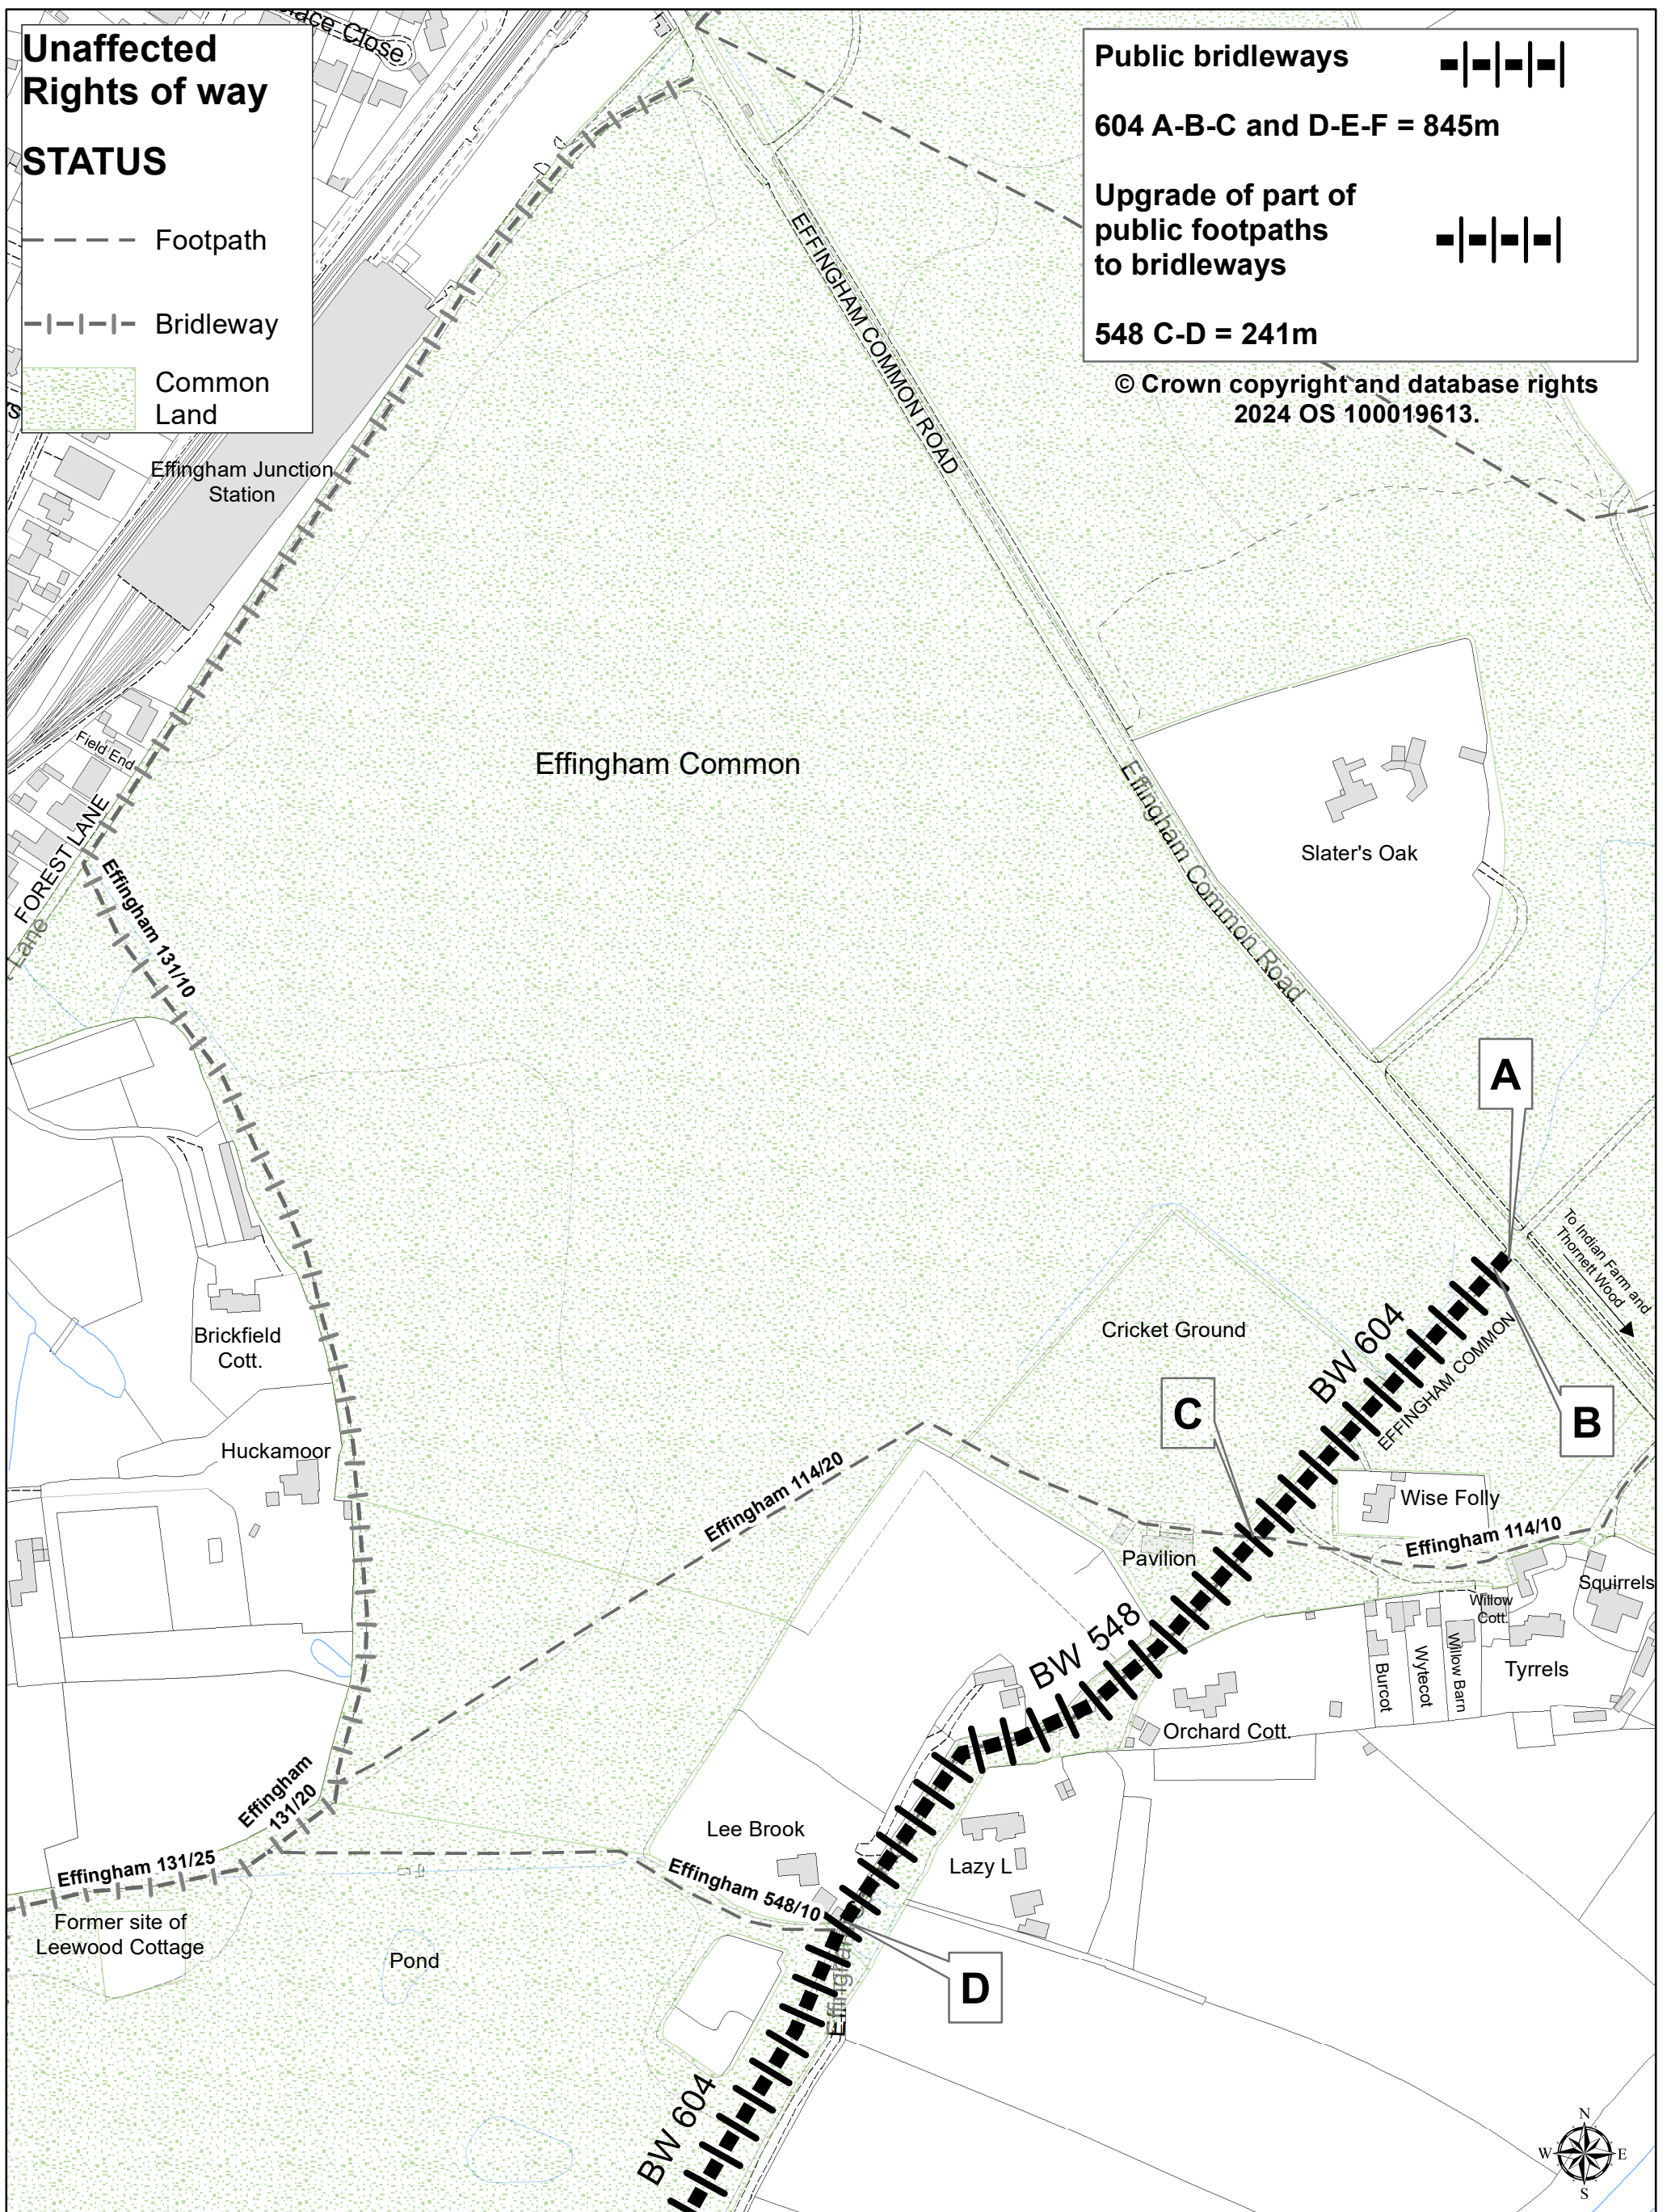 Unaffected
Rights of way
STATUS
Footpath
Bridleway
Common
Land
Public bridleways
604 A-B-C and D-E-F = 845m
Upgrade of part of
public footpaths
to bridleways
548 C-D = 241m
© Crown copyright and database rights
2024 OS 100019613.
Close
EFFINGHAM COMMON ROAD
Effingham Junction
Station
Field End
FOREST LANE
Lane
Effingham Common
Effingham Common Road
Slater's Oak
Effingham 131/10
A
To Indian Farm and
Thornett Wood
Cricket Ground
BW 604
EFFINGHAM COMMON
B
C
Brickfield
Cott.
Huckamoor
Effingham 114/20
Wise Folly
Effingham 114/10
Pavilion
Squirrels
Willow
Cott.
BW 548
Burcot
Wytecot
Willow Barn
Tyrrels
Orchard Cott.
Effingham
131/20
Lee Brook
Lazy L
Effingham 131/25
Effingham 548/10
Former site of
Leewood Cottage
Pond
D
BW 604
N
W
E
S